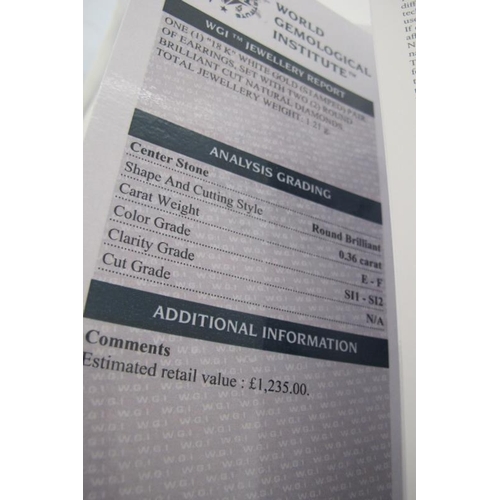 WORLD
GEMOLOGICAL
INSTITUTE™
WGI™ JEWELLERY REPORT
ONE (1) "18 K" WHITE GOLD (STAMPED) PAIR
OF EARRINGS, SET WITH TWO (2) ROUND
BRILLIANT CUT NATURAL DIAMONDS
TOTAL JEWELLERY WEIGHT: 1.21 g.
ANALYSIS GRADING
Center Stone
Shape And Cutting Style Round Brilliant
Carat Weight 0.36 carat
Color Grade E - F
Clarity Grade SI1 - SI2
Cut Grade N/A
ADDITIONAL INFORMATION
Comments
Estimated retail value : £1,235.00.